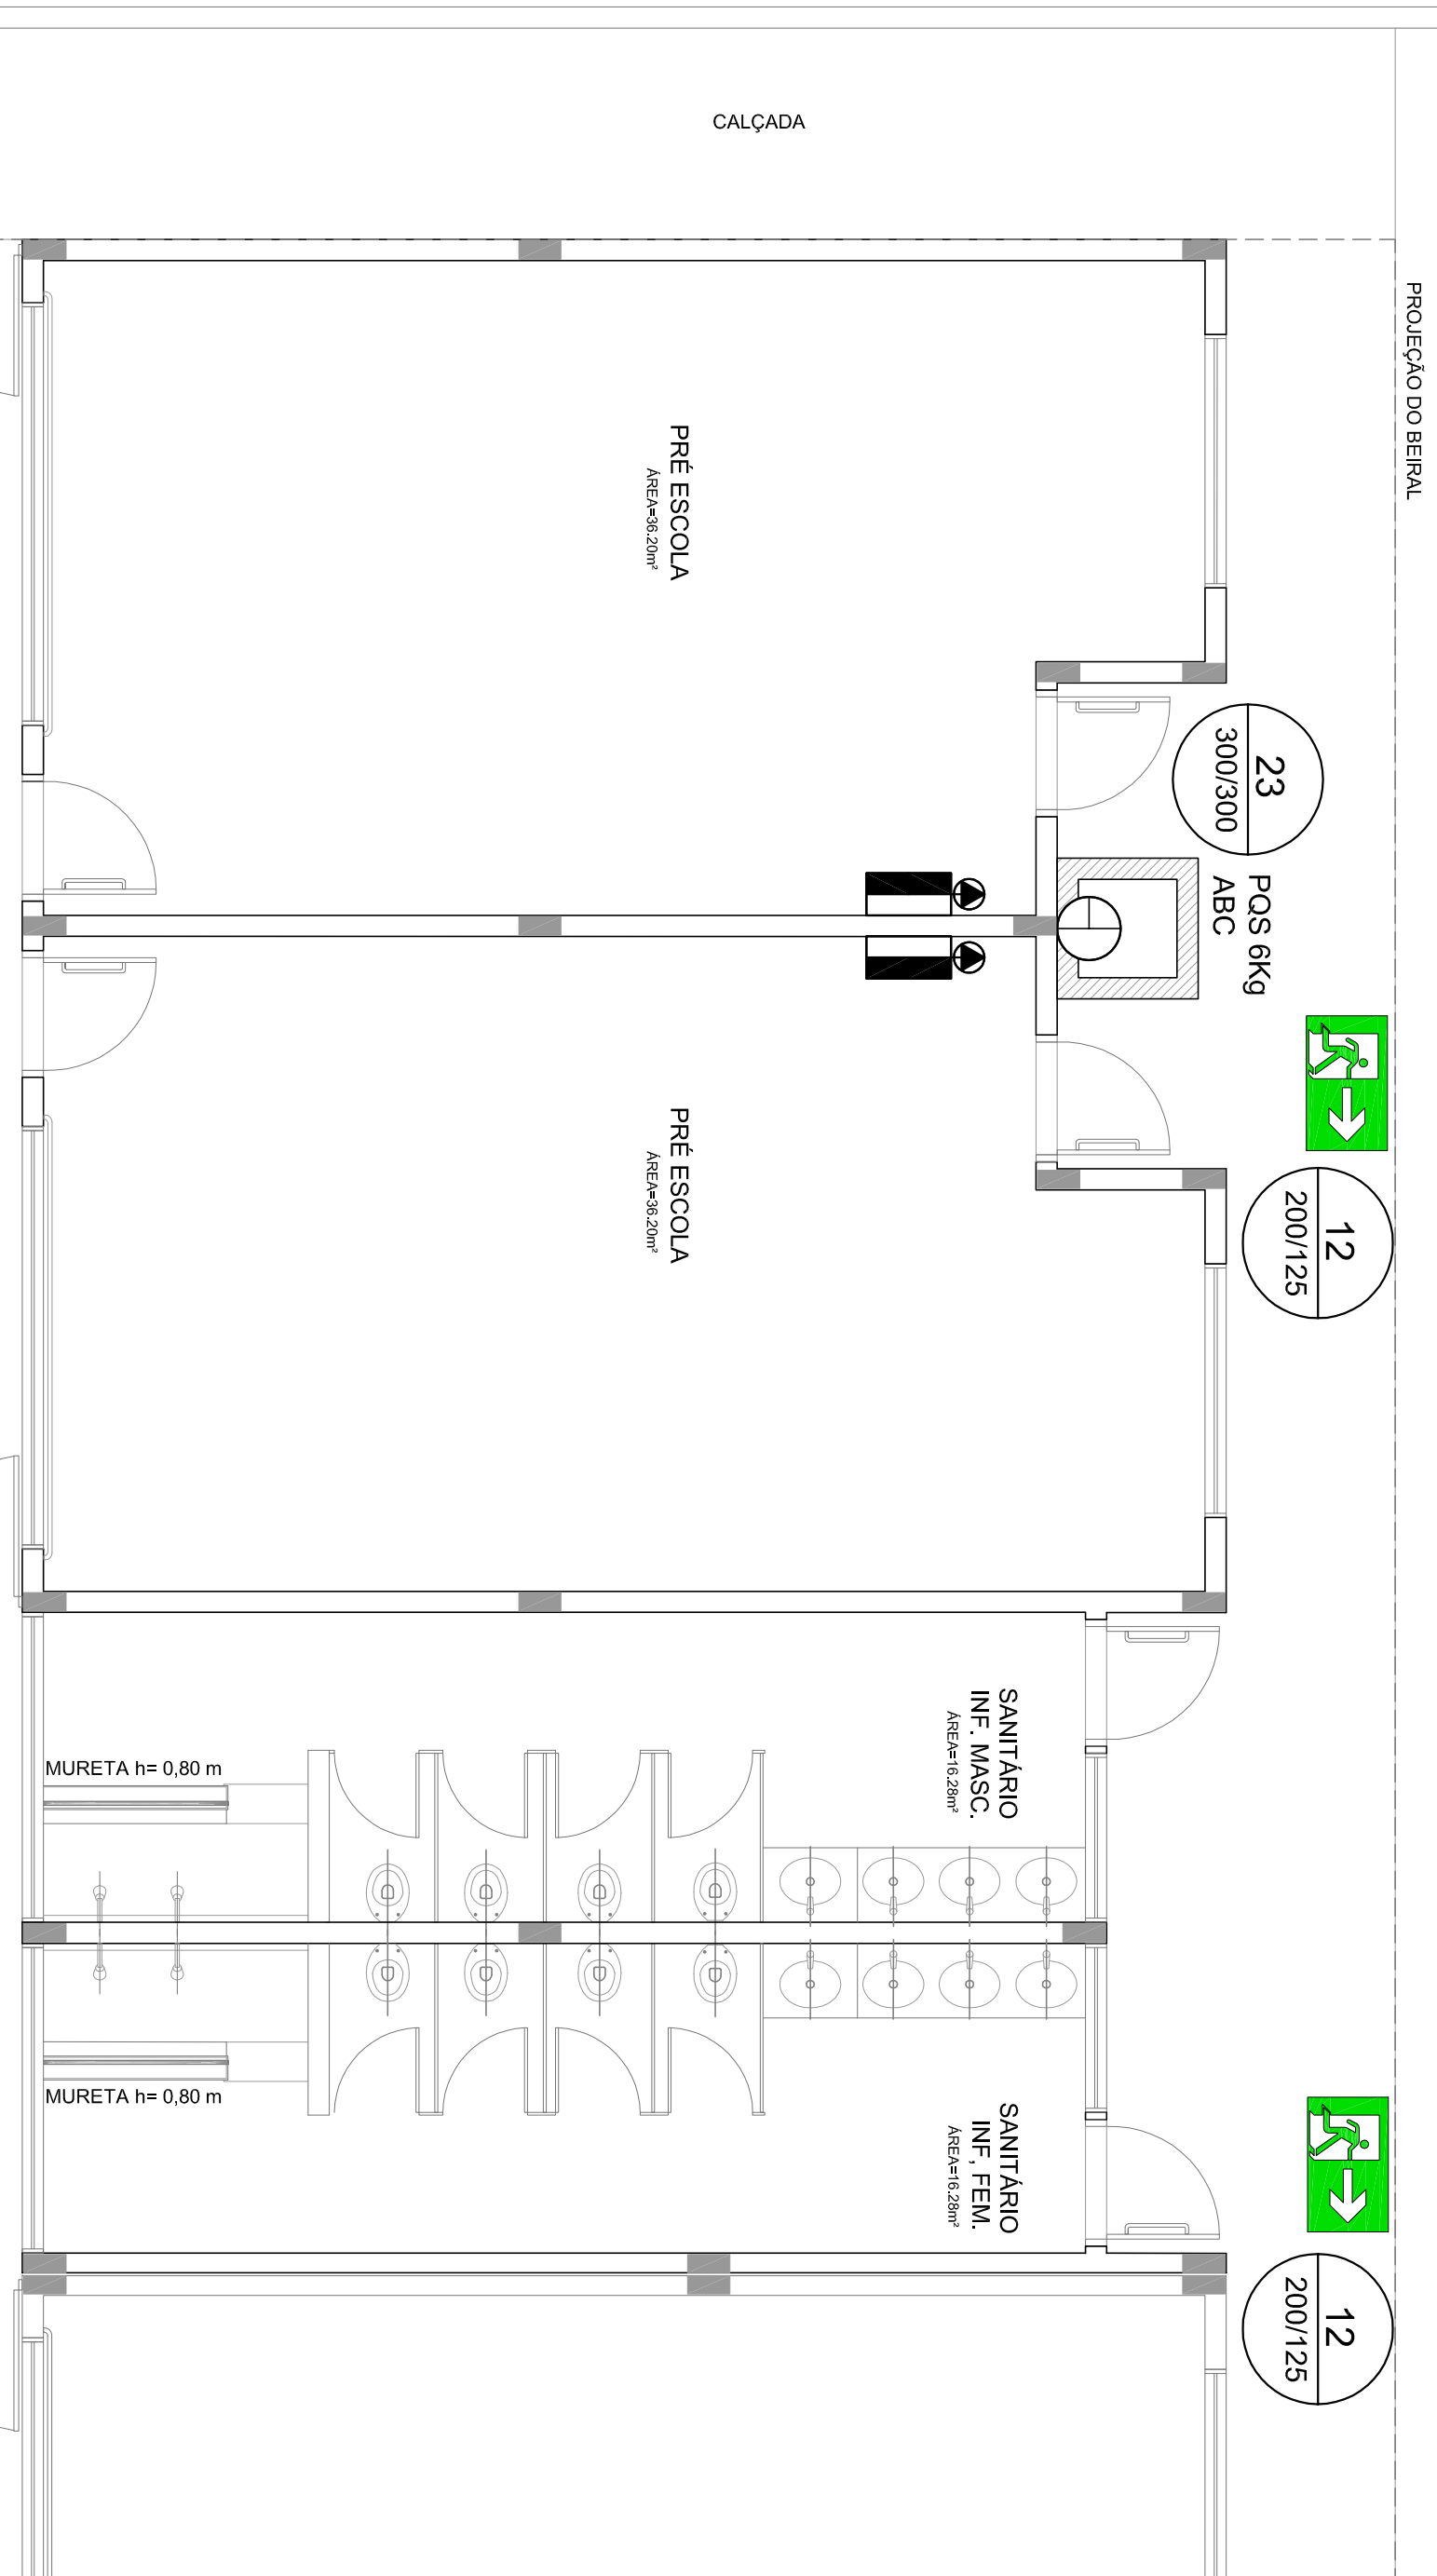 CALÇADA
PROJEÇÃO DO BEIRAL
PRÉ ESCOLA
ÁREA=36.20m²
23
300/300
PQS 6Kg
ABC
PRÉ ESCOLA
ÁREA=36.20m²
12
200/125
SANITÁRIO
INF. MASC.
ÁREA=16.28m²
MURETA h= 0,80 m
MURETA h= 0,80 m
SANITÁRIO
INF, FEM.
ÁREA=16.28m²
12
200/125